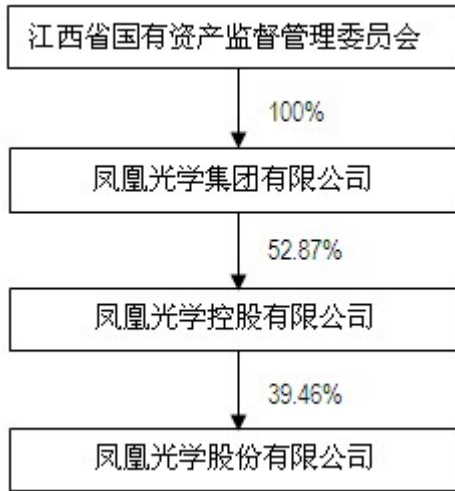 江西省国有资产监督管理委员会
100%
凤凰光学集团有限公司
52.87%
凤凰光学控股有限公司
39.46%
凤凰光学股份有限公司